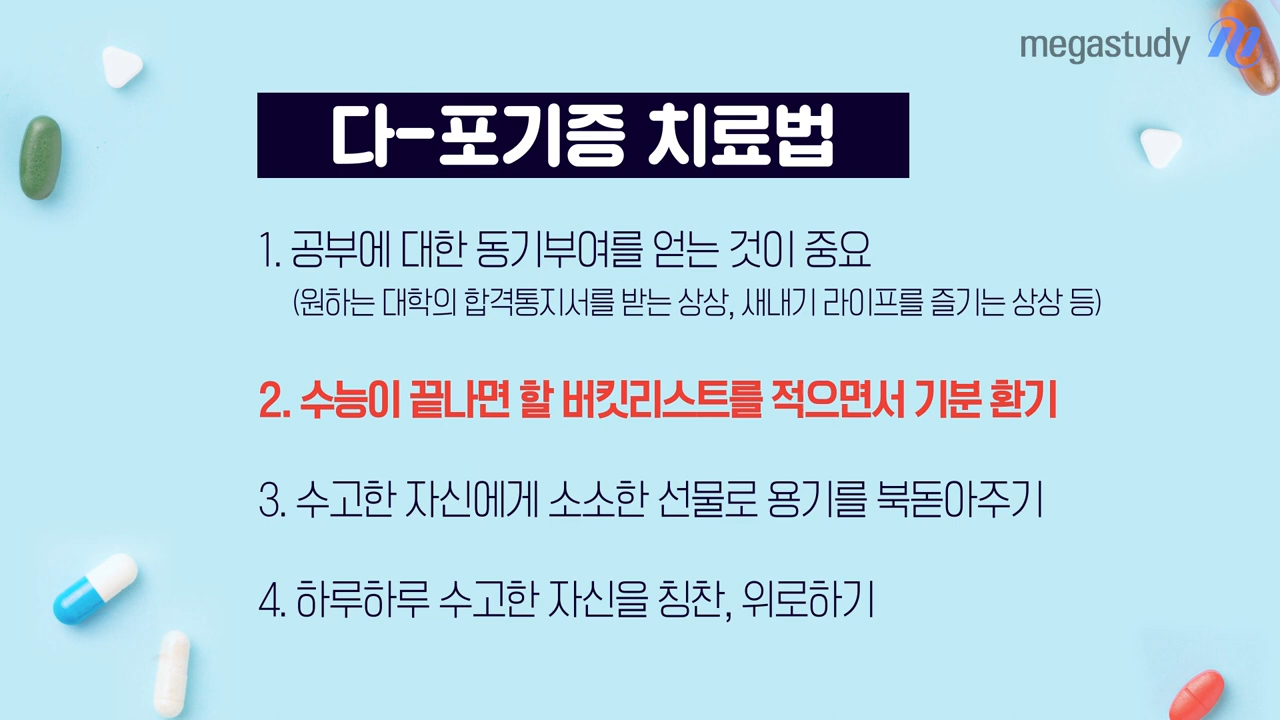 megastudy
다-포기증 치료법
1. 공부에 대한 동기부여를 얻는 것이 중요
(원하는 대학의 합격통지서를 받는 상상, 새내기 라이프를 즐기는 상상 등)
2. 수능이 끝나면 할 버킷리스트를 적으면서 기분 환기
3. 수고한 자신에게 소소한 선물로 용기를 북돋아주기
4. 하루하루 수고한 자신을 칭찬, 위로하기